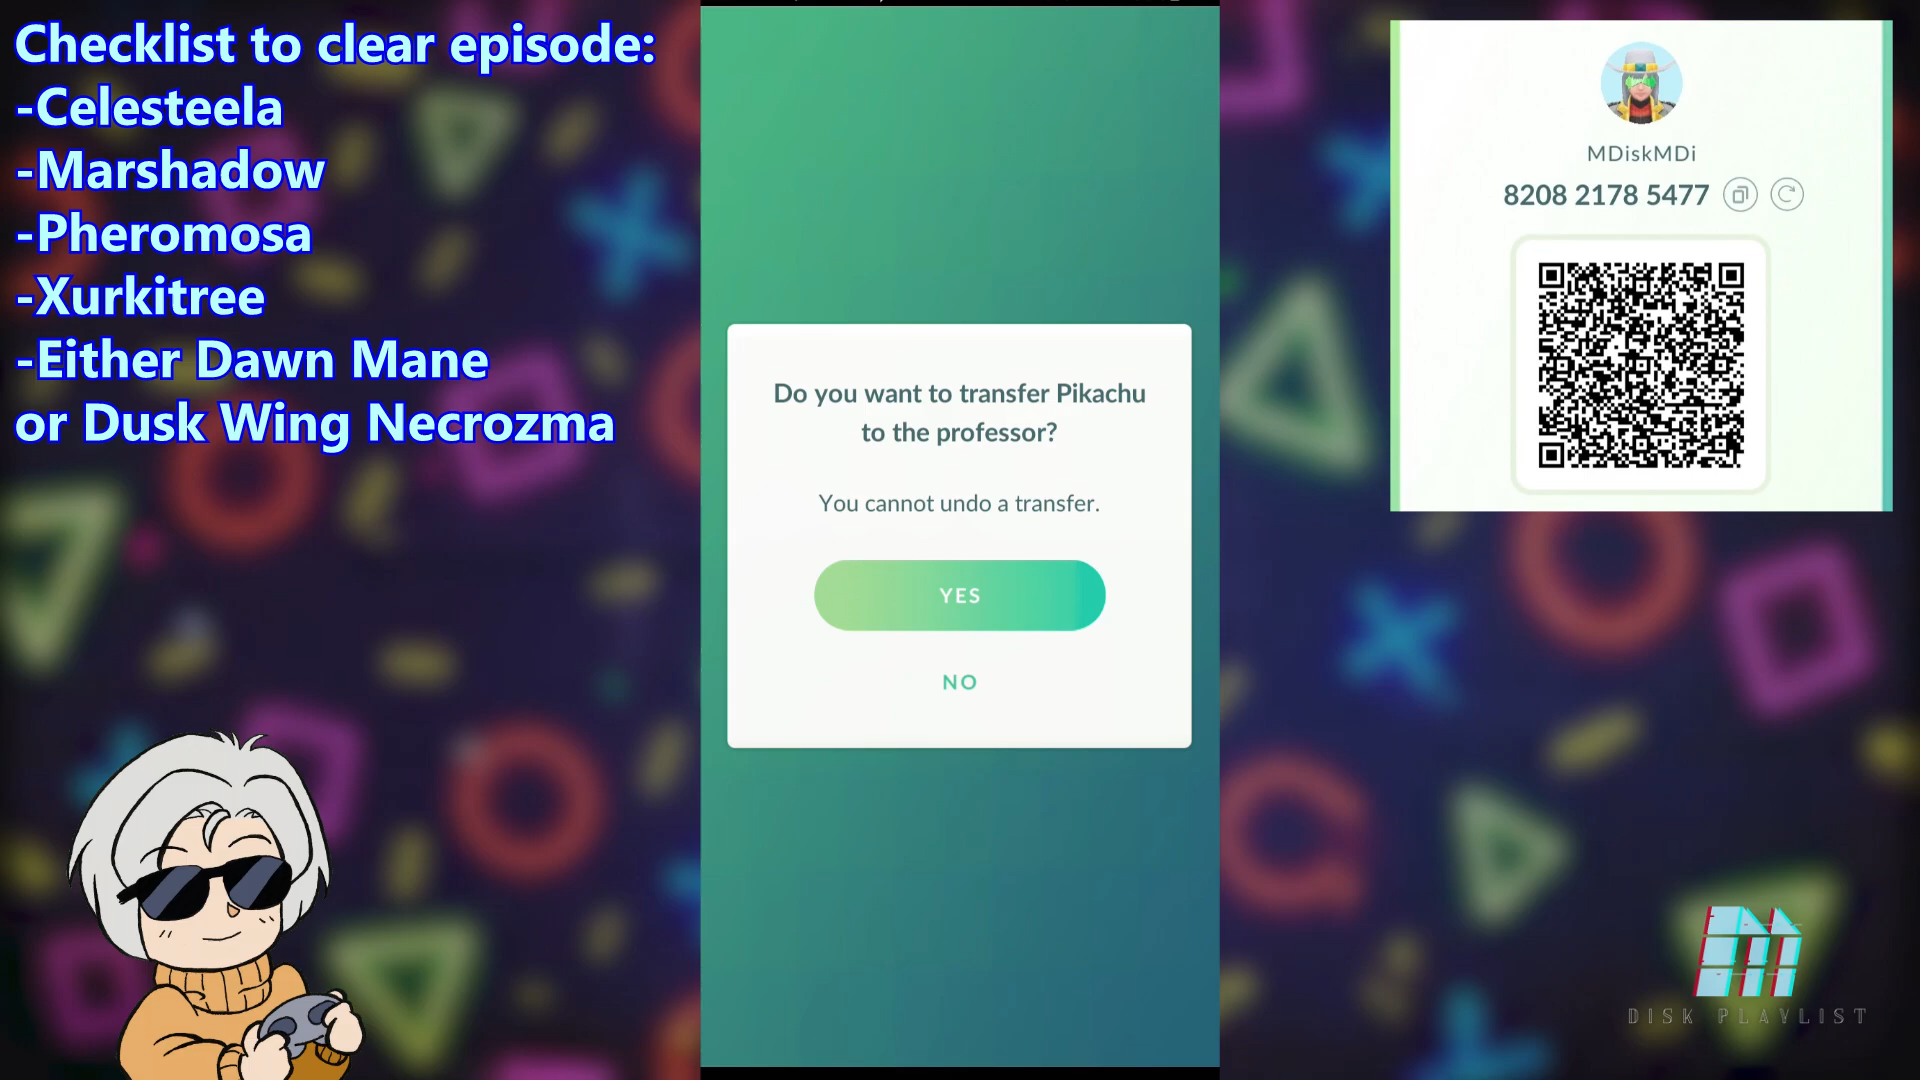 Checklist to clear episode:
-Celesteela
-Marshadow
-Pheromosa
-Xurkitree
-Either Dawn Mane
or Dusk Wing Necrozma
Do you want to transfer Pikachu
to the professor?
You cannot undo a transfer.
YES
NO
MDiskMDi
8208 2178 5477
DISK PLAYLIST